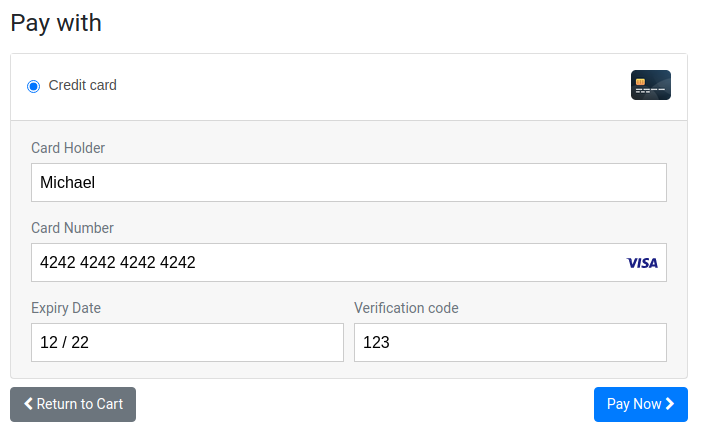 Pay with
Credit card
Card Holder
Michael
Card Number
4242 4242 4242 4242 VISA
Expiry Date Verification code
12 / 22 123
Return to Cart Pay Now